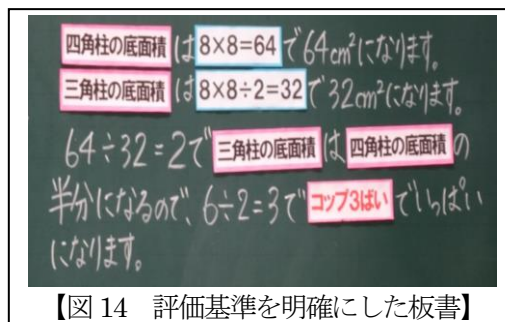 四角柱の底面積は8×8=64で64cm²になります。
三角柱の底面積は8×8÷2=32で32cm²になります。
64÷32=2で三角柱の底面積は四角柱の底面積の
半分になるので、6÷2=3でコップ3ばいでいっぱい
になります。
【図14 評価基準を明確にした板書】